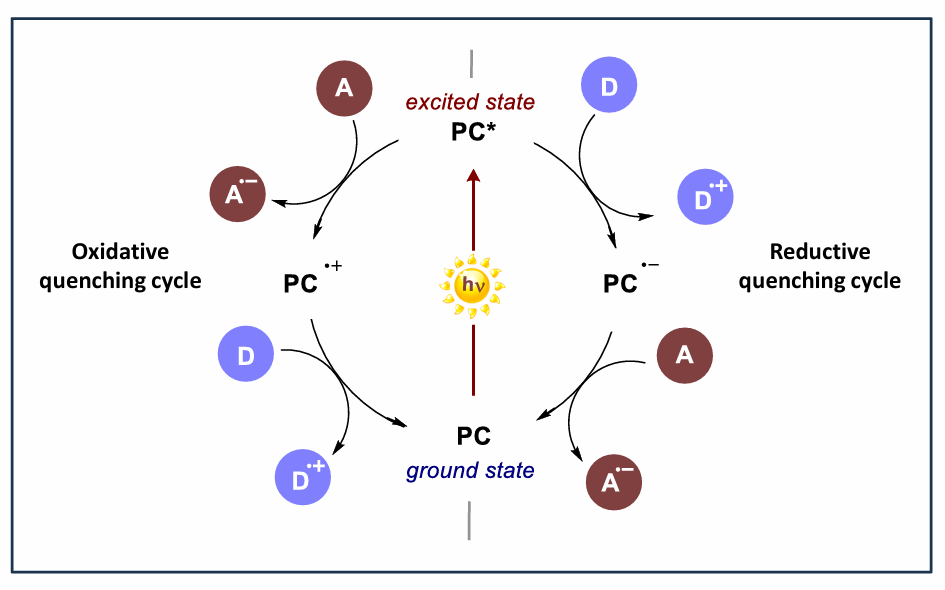 A
excited state
PC*
D
A•−
D•+
Oxidative
quenching cycle
Reductive
quenching cycle
PC•+
hν
PC•−
D
A
PC
ground state
D•+
A•−